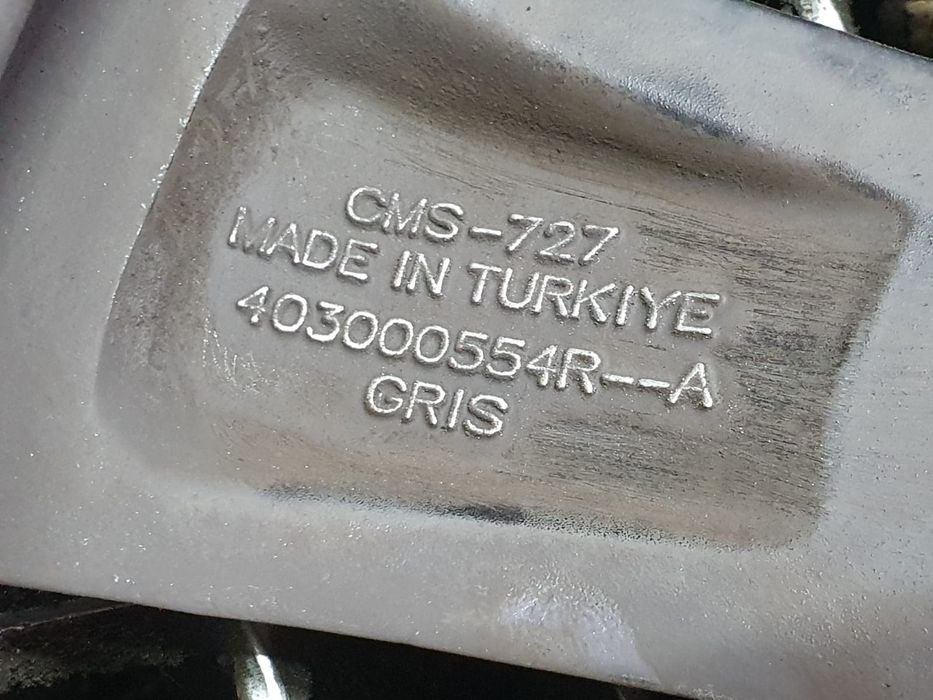 CMS-727
MADE IN TURKIYE
403000554R--A
GRIS